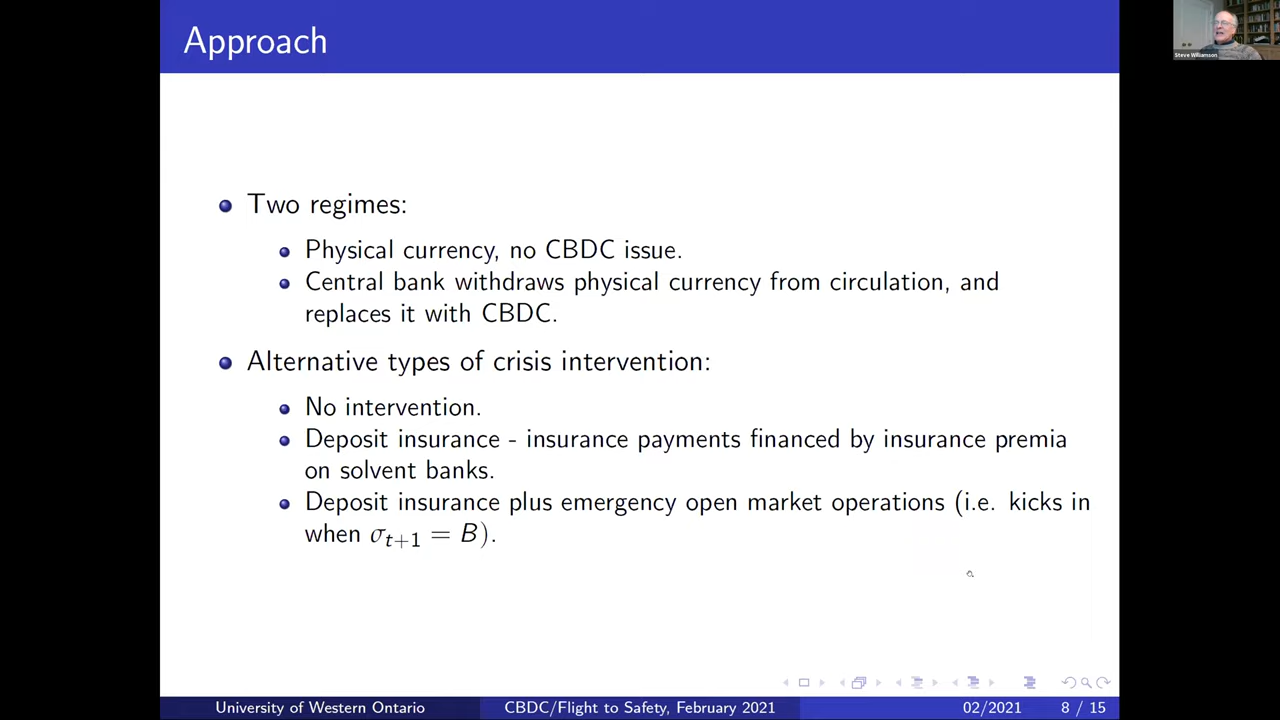 Approach
Steve Williamson
Two regimes:
Physical currency, no CBDC issue.
Central bank withdraws physical currency from circulation, and
replaces it with CBDC.
Alternative types of crisis intervention:
No intervention.
Deposit insurance - insurance payments financed by insurance premia
on solvent banks.
Deposit insurance plus emergency open market operations (i.e. kicks in
when σₜ₊₁ = B).
University of Western Ontario CBDC/Flight to Safety, February 2021 02/2021 8 / 15